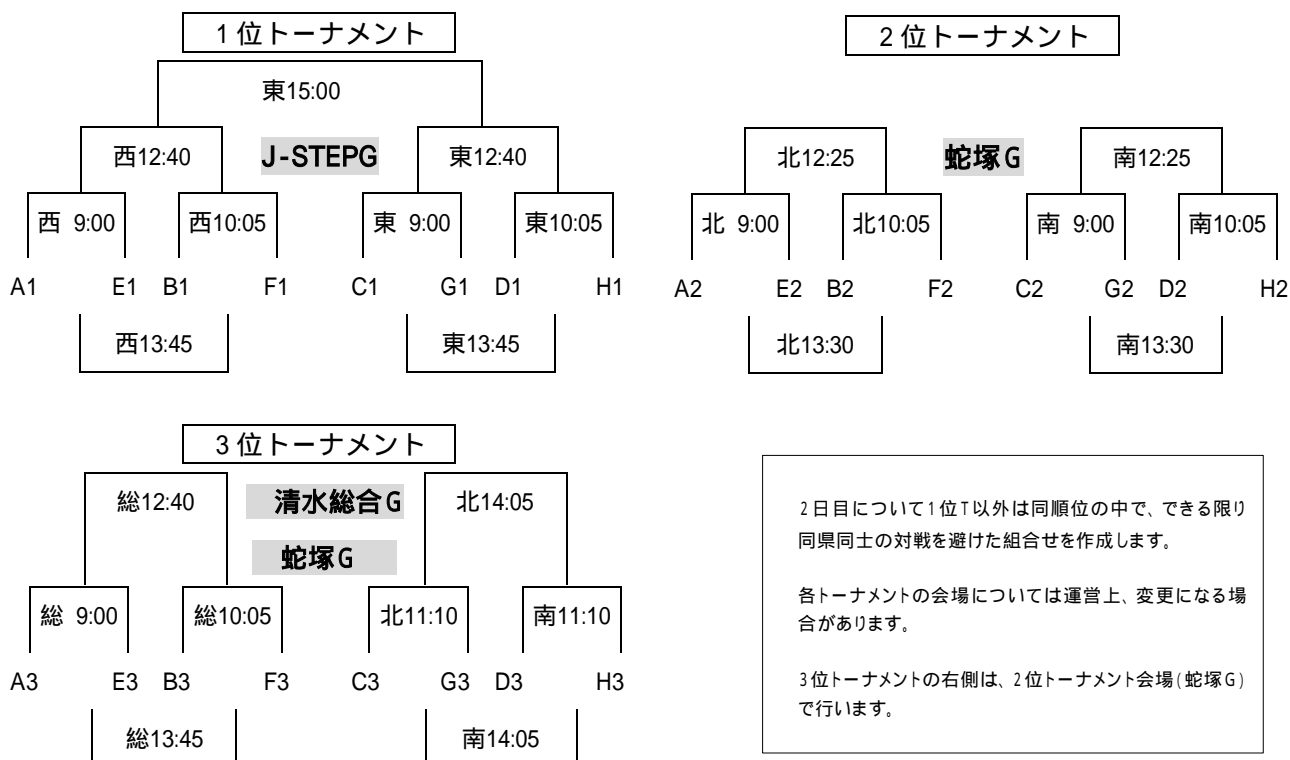 1位トーナメント
東15:00
西12:40 J-STEPG 東12:40
西 9:00 西10:05 東 9:00 東10:05
A1 E1 B1 F1 C1 G1 D1 H1
西13:45 東13:45
2位トーナメント
北12:25 蛇塚G 南12:25
北 9:00 北10:05 南 9:00 南10:05
A2 E2 B2 F2 C2 G2 D2 H2
北13:30 南13:30
3位トーナメント
総12:40 清水総合G 北14:05
蛇塚G
総 9:00 総10:05 北11:10 南11:10
A3 E3 B3 F3 C3 G3 D3 H3
総13:45 南14:05
2日目について1位T以外は同順位の中で、できる限り
同県同士の対戦を避けた組合せを作成します。
各トーナメントの会場については運営上、変更になる場
合があります。
3位トーナメントの右側は、2位トーナメント会場(蛇塚G)
で行います。